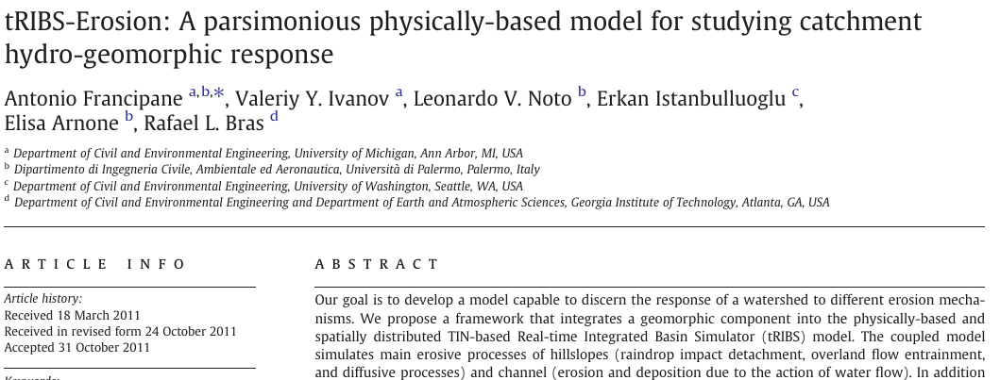 tRIBS-Erosion: A parsimonious physically-based model for studying catchment
hydro-geomorphic response
Antonio Francipane a,b,*, Valeriy Y. Ivanov a, Leonardo V. Noto b, Erkan Istanbulluoglu c,
Elisa Arnone b, Rafael L. Bras d
a Department of Civil and Environmental Engineering, University of Michigan, Ann Arbor, MI, USA
b Dipartimento di Ingegneria Civile, Ambientale ed Aeronautica, Università di Palermo, Palermo, Italy
c Department of Civil and Environmental Engineering, University of Washington, Seattle, WA, USA
d Department of Civil and Environmental Engineering and Department of Earth and Atmospheric Sciences, Georgia Institute of Technology, Atlanta, GA, USA
ARTICLE INFO
Article history:
Received 18 March 2011
Received in revised form 24 October 2011
Accepted 31 October 2011
ABSTRACT
Our goal is to develop a model capable to discern the response of a watershed to different erosion mecha-
nisms. We propose a framework that integrates a geomorphic component into the physically-based and
spatially distributed TIN-based Real-time Integrated Basin Simulator (tRIBS) model. The coupled model
simulates main erosive processes of hillslopes (raindrop impact detachment, overland flow entrainment,
and diffusive processes) and channel (erosion and deposition due to the action of water flow). In addition